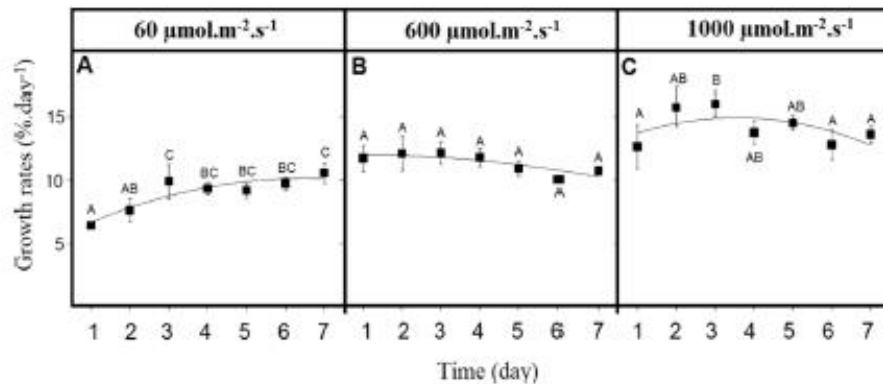 60 µmol.m⁻².s⁻¹ 600 µmol.m⁻².s⁻¹ 1000 µmol.m⁻².s⁻¹
A B C
Growth rates (%.day⁻¹)
15
10
5
A AB C BC BC BC C
A A A A A A A
A AB B AB AB A A
1 2 3 4 5 6 7 1 2 3 4 5 6 7 1 2 3 4 5 6 7
Time (day)